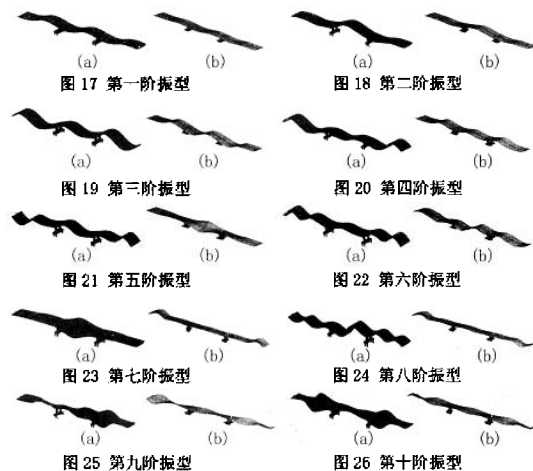 (a) (b) (a) (b)
图 17 第一阶振型 图 18 第二阶振型
(a) (b) (a) (b)
图 19 第三阶振型 图 20 第四阶振型
(a) (b) (a) (b)
图 21 第五阶振型 图 22 第六阶振型
(a) (b) (a) (b)
图 23 第七阶振型 图 24 第八阶振型
(a) (b) (a) (b)
图 25 第九阶振型 图 26 第十阶振型